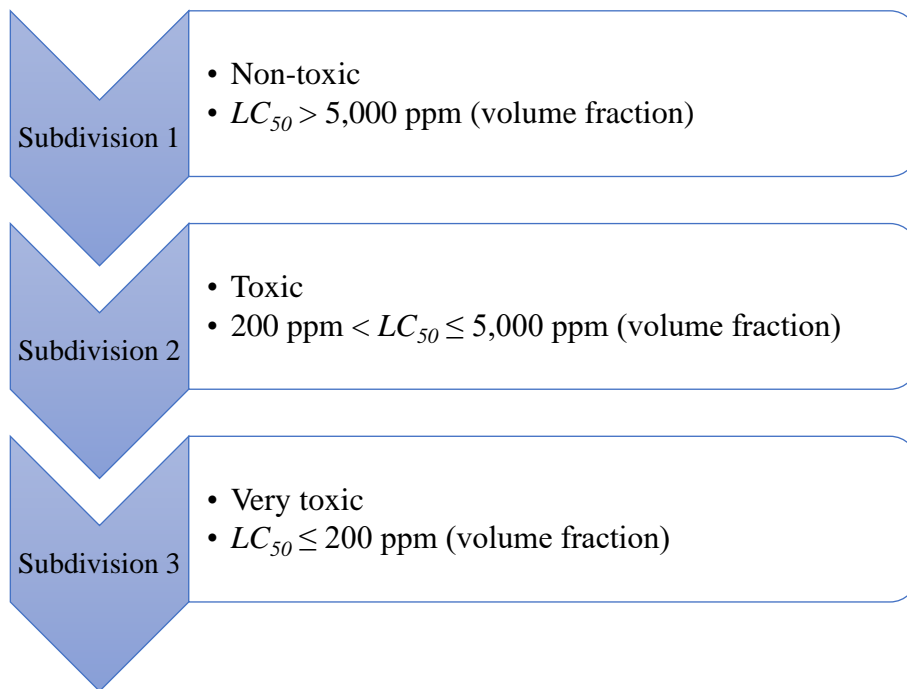 Subdivision 1
• Non-toxic
• LC50 > 5,000 ppm (volume fraction)
Subdivision 2
• Toxic
• 200 ppm < LC50 ≤ 5,000 ppm (volume fraction)
Subdivision 3
• Very toxic
• LC50 ≤ 200 ppm (volume fraction)